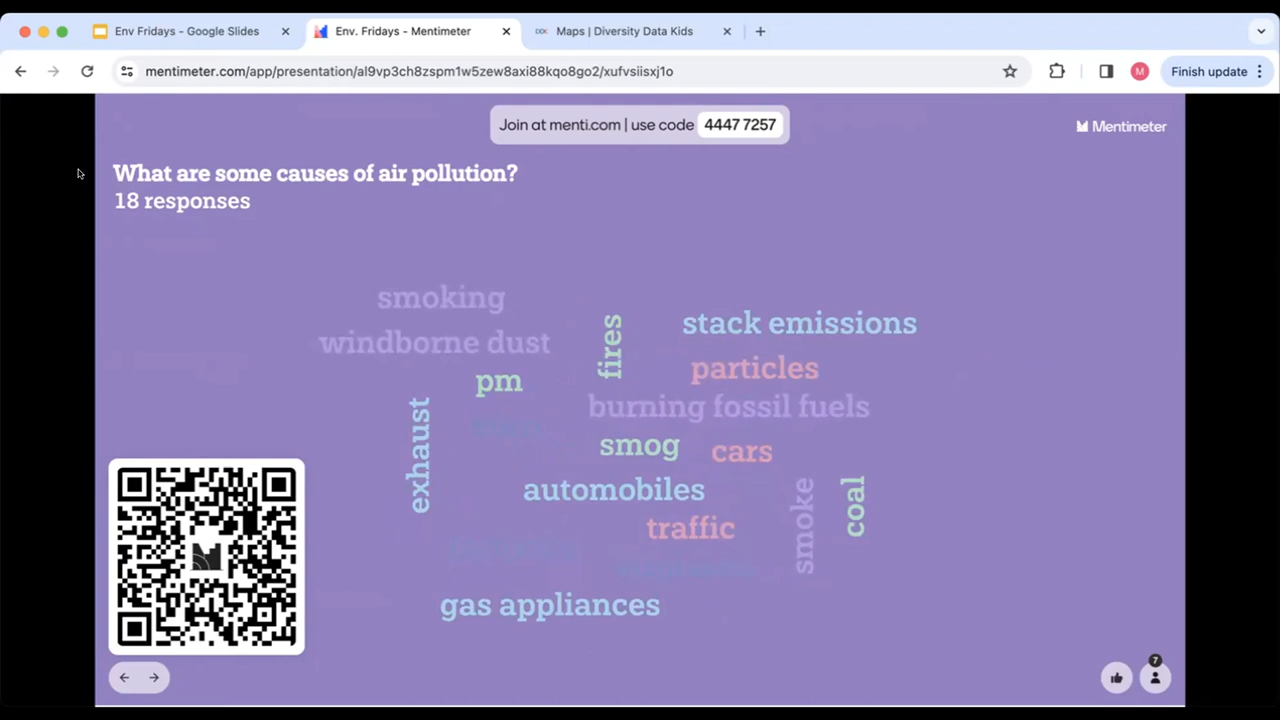 Env Fridays - Google Slides
Env. Fridays - Mentimeter
Maps | Diversity Data Kids
mentimeter.com/app/presentation/al9vp3ch8zspm1w5zew8axi88kqo8go2/xufvsiisxj1o
M
Finish update
Join at menti.com | use code 4447 7257
Mentimeter
What are some causes of air pollution?
18 responses
smoking
fires
stack emissions
windborne dust
particles
pm
burning fossil fuels
exhaust
smog
cars
automobiles
smoke
coal
traffic
gas appliances
7